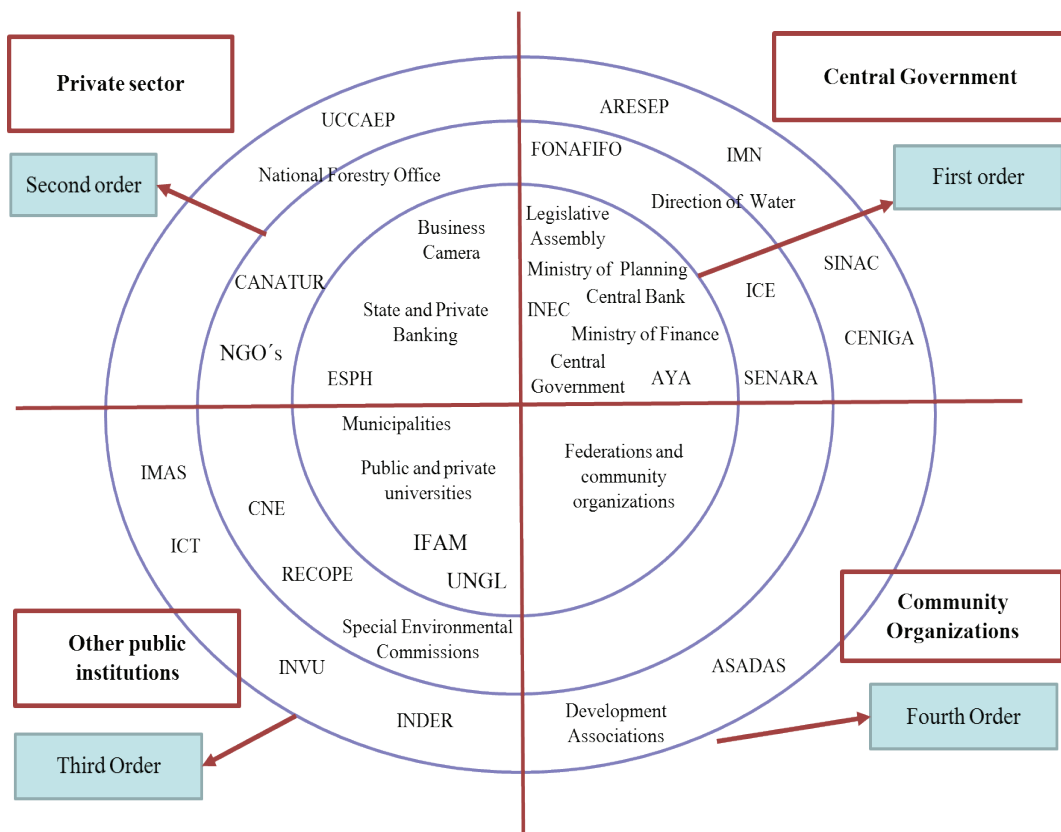 Private sector
Second order
UCCAEP
National Forestry Office
Business
Camera
CANATUR
State and Private
Banking
NGO´s
ESPH
Central Government
First order
ARESEP
FONAFIFO
IMN
Direction of Water
Legislative
Assembly
SINAC
Ministry of Planning
Central Bank
ICE
INEC
Ministry of Finance
CENIGA
Central
Government
AYA
SENARA
Municipalities
IMAS
Public and private
universities
CNE
ICT
IFAM
RECOPE
UNGL
Special Environmental
Commissions
Other public
institutions
INVU
INDER
Third Order
Federations and
community
organizations
Community
Organizations
ASADAS
Development
Associations
Fourth Order